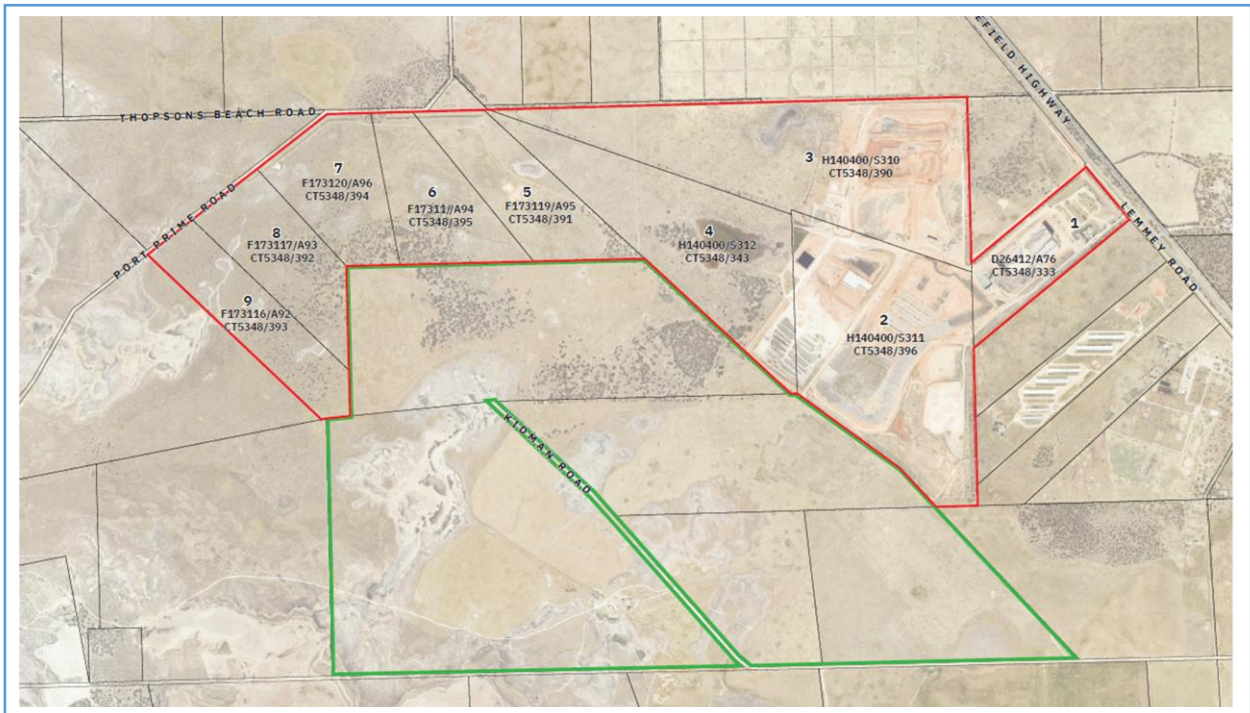 EFIELD HIGHWAY
THOPSONS BEACH ROAD
3
H140400/S310
CT5348/390
7
F173120/A96
CT5348/394
6
F17311//A94
CT5348/395
5
F173119/A95
CT5348/391
LEMMEY ROAD
PORT PRIME ROAD
1
D26412/A76
CT5348/333
8
F173117/A93
CT5348/392
4
H140400/S312
CT5348/343
9
F173116/A92
CT5348/393
2
H140400/S311
CT5348/396
KIDMAN ROAD